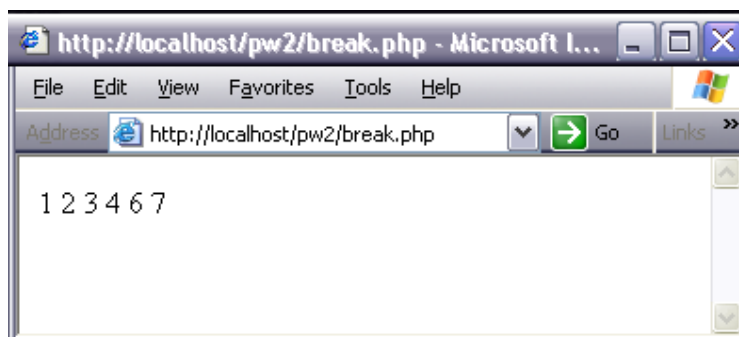 http://localhost/pw2/break.php - Microsoft I...
File Edit View Favorites Tools Help
Address http://localhost/pw2/break.php Go Links »
1 2 3 4 6 7